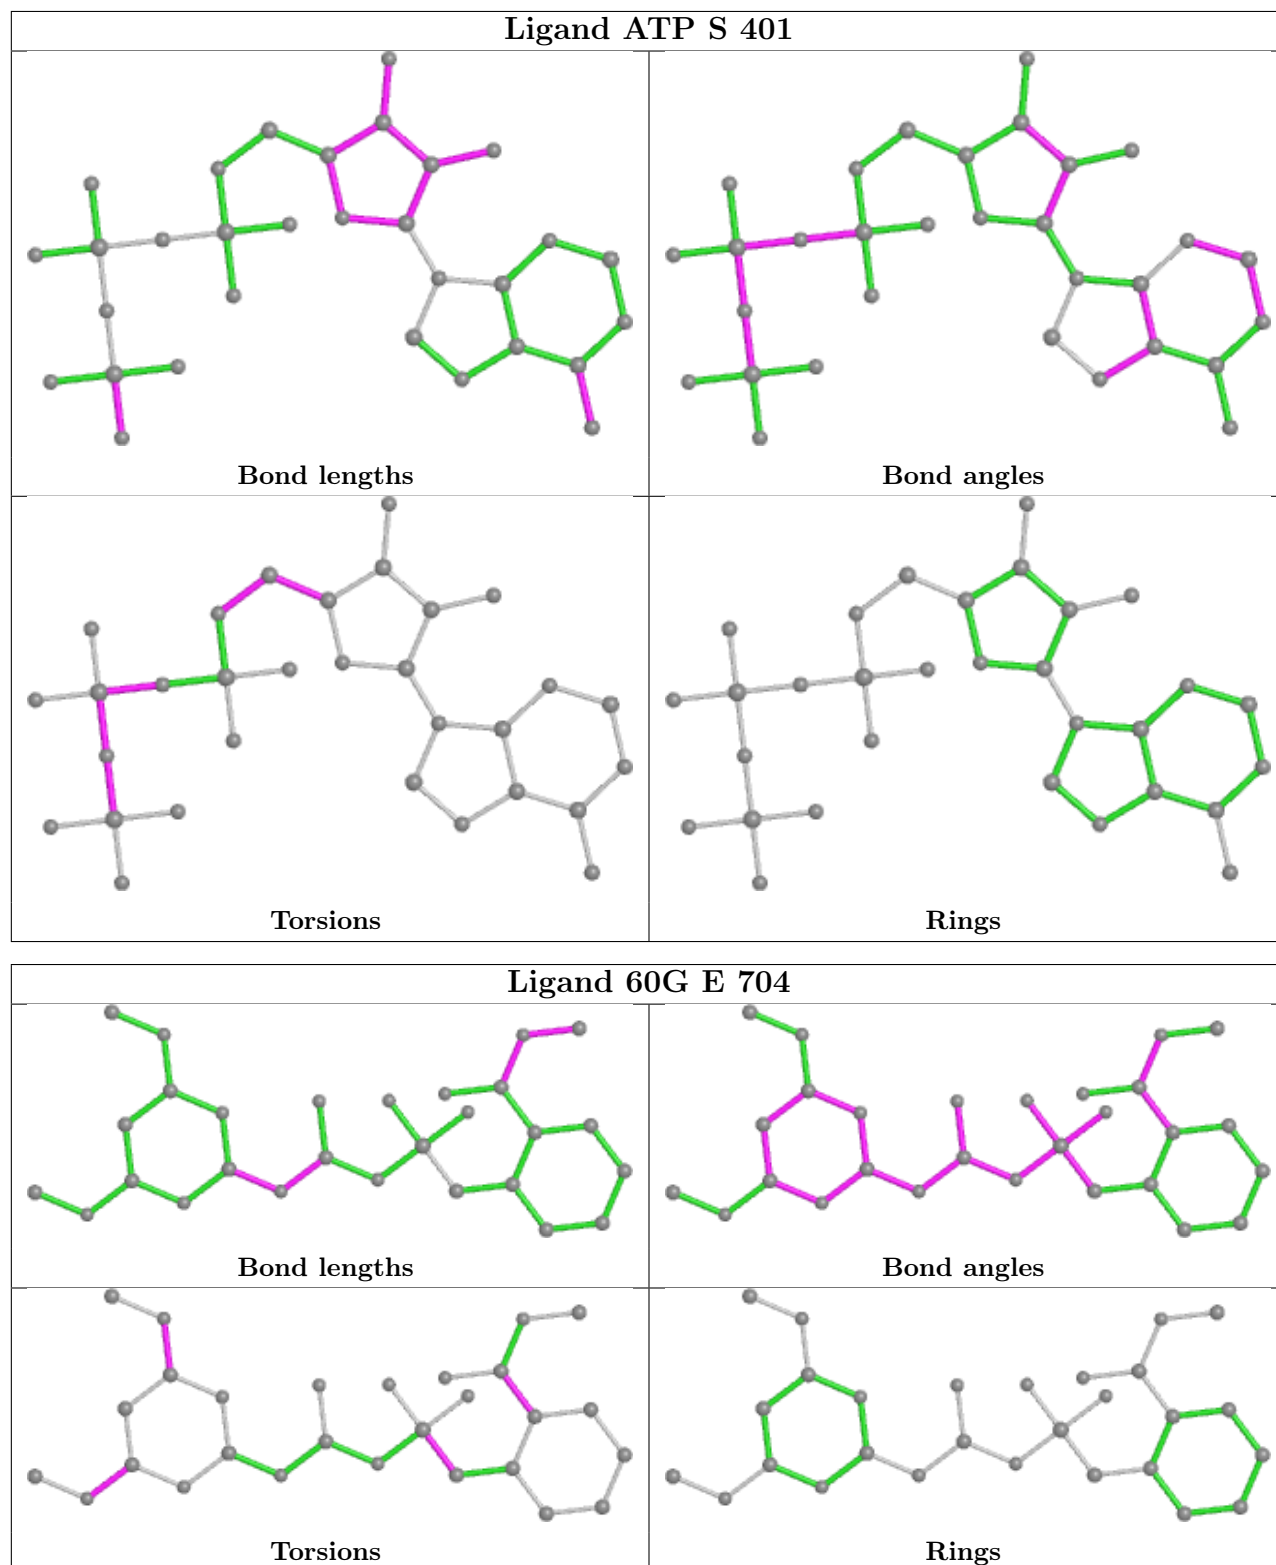 Ligand ATP S 401
Bond lengths
Bond angles
Torsions
Rings
Ligand 60G E 704
Bond lengths
Bond angles
Torsions
Rings